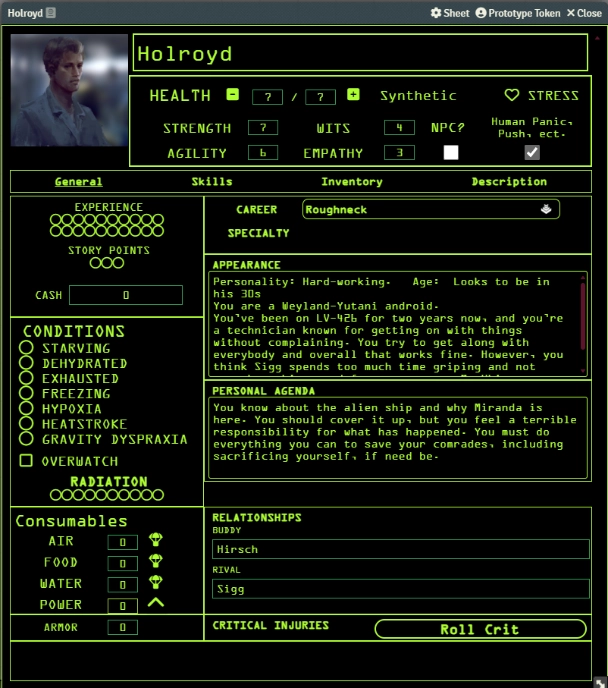 Holroyd
Sheet Prototype Token Close
Holroyd
HEALTH - 7 / 7 + Synthetic STRESS
STRENGTH 7 WITS 4 NPC? Human Panic,
Push, ect.
AGILITY 6 EMPATHY 3
General Skills Inventory Description
EXPERIENCE
STORY POINTS
CASH 0
CAREER Roughneck
SPECIALTY
APPEARANCE
Personality: Hard-working. Age: Looks to be in
his 30s
You are a Weyland-Yutani android.
You've been on LV-426 for two years now, and you're
a technician known for getting on with things
without complaining. You try to get along with
everybody and overall that works fine. However, you
think Sigg spends too much time griping and not
CONDITIONS
STARVING
DEHYDRATED
EXHAUSTED
FREEZING
HYPOXIA
HEATSTROKE
GRAVITY DYSPRAXIA
OVERWATCH
RADIATION
PERSONAL AGENDA
You know about the alien ship and why Miranda is
here. You should cover it up, but you feel a terrible
responsibility for what has happened. You must do
everything you can to save your comrades, including
sacrificing yourself, if need be.
Consumables
AIR 0
FOOD 0
WATER 0
POWER 0
ARMOR 0
RELATIONSHIPS
BUDDY
Hirsch
RIVAL
Sigg
CRITICAL INJURIES Roll Crit